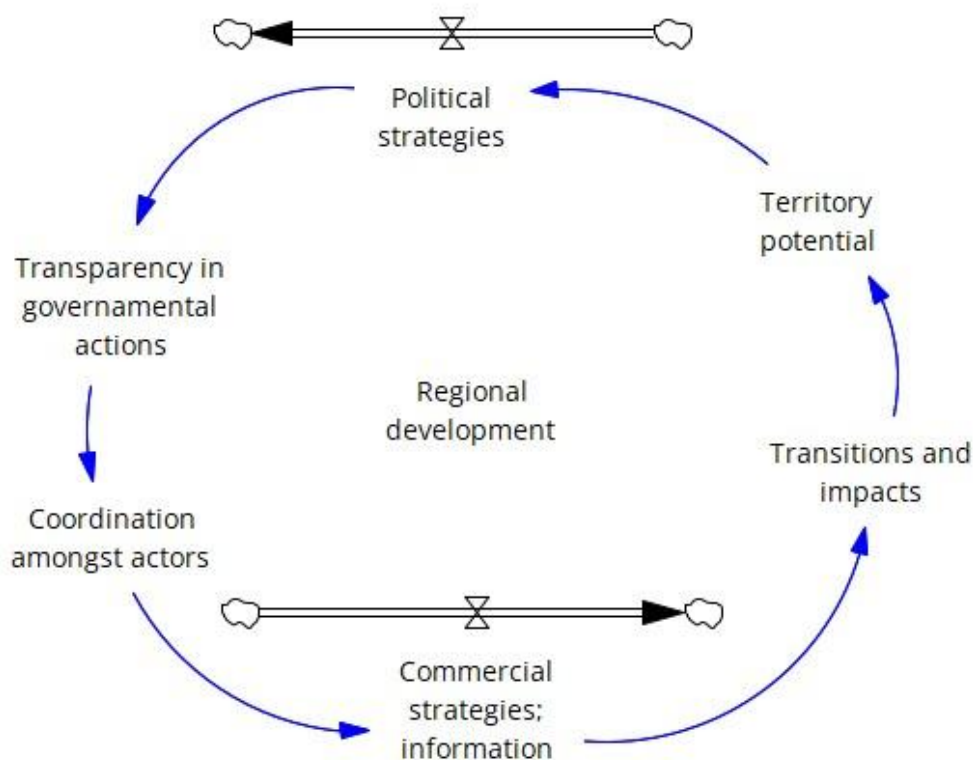 Political
strategies
Territory
potential
Transparency in
governamental
actions
Regional
development
Transitions and
impacts
Coordination
amongst actors
Commercial
strategies;
information